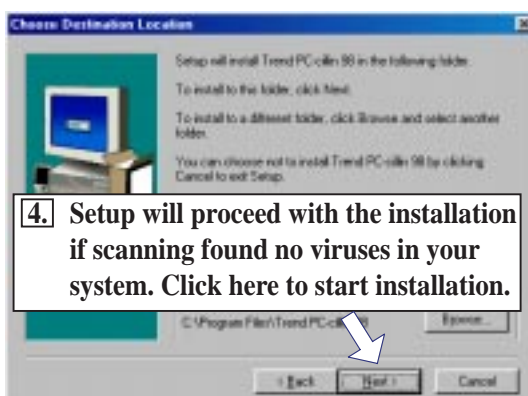 Choose Destination Location
Setup will install Trend PC-cillin 98 in the following folder.
To install to this folder, click Next.
To install to a different folder, click Browse and select another
folder.
You can choose not to install Trend PC-cillin 98 by clicking
Cancel to exit Setup.
4. Setup will proceed with the installation
if scanning found no viruses in your
system. Click here to start installation.
C:\Program Files\Trend PC-cillin 98
Browse...
< Back Next > Cancel